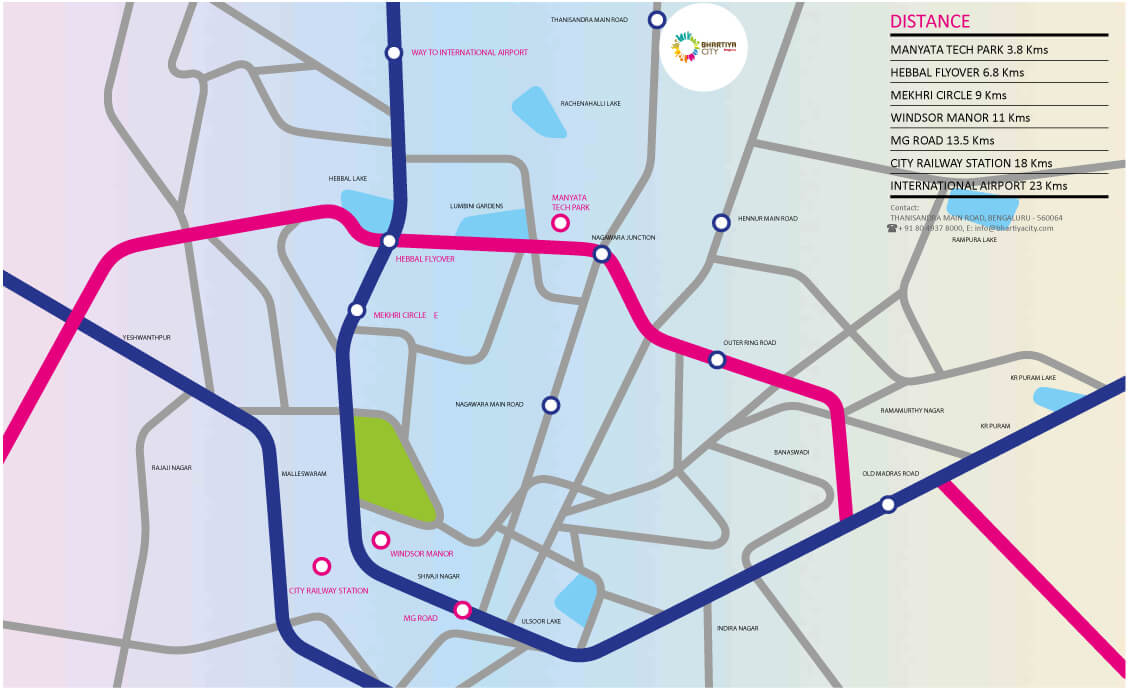 THANISANDRA MAIN ROAD
BHARTIYA
CITY
WAY TO INTERNATIONAL AIRPORT
RACHENAHALLI LAKE
HEBBAL LAKE
LUMBINI GARDENS
MANYATA
TECH PARK
HENNUR MAIN ROAD
NAGAWARA JUNCTION
HEBBAL FLYOVER
MEKHRI CIRCLE E
YESHWANTHPUR
OUTER RING ROAD
NAGAWARA MAIN ROAD
RAJAJI NAGAR
MALLESWARAM
KR PURAM LAKE
RAMAMURTHY NAGAR
KR PURAM
BANASWADI
OLD MADRAS ROAD
WINDSOR MANOR
SHIVAJI NAGAR
CITY RAILWAY STATION
MG ROAD
ULSOOR LAKE
INDIRA NAGAR
DISTANCE
MANYATA TECH PARK 3.8 Kms
HEBBAL FLYOVER 6.8 Kms
MEKHRI CIRCLE 9 Kms
WINDSOR MANOR 11 Kms
MG ROAD 13.5 Kms
CITY RAILWAY STATION 18 Kms
INTERNATIONAL AIRPORT 23 Kms
Contact:
THANISANDRA MAIN ROAD, BENGALURU - 560064
☎ + 91 80 4937 8000, E: info@bhartiyacity.com
RAMPURA LAKE